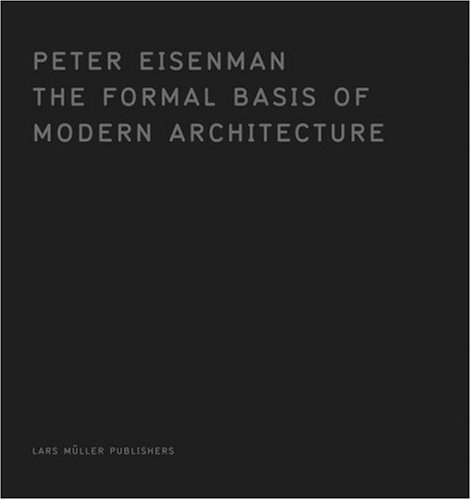 PETER EISENMAN
THE FORMAL BASIS OF
MODERN ARCHITECTURE
LARS MÜLLER PUBLISHERS